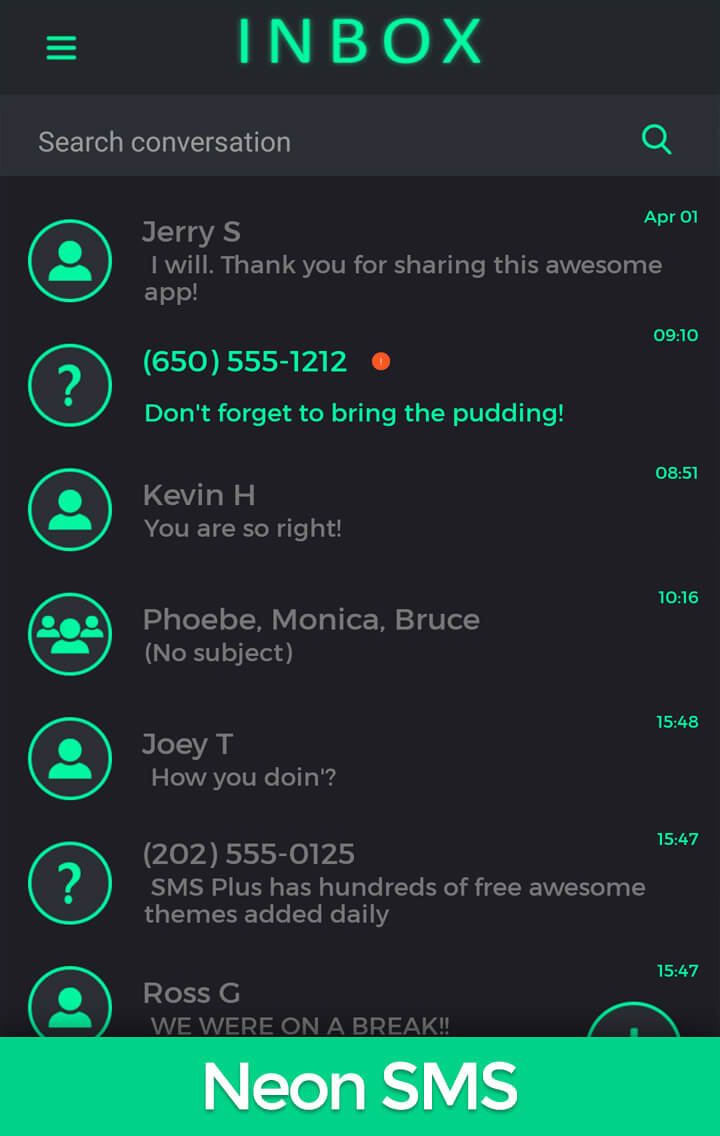 INBOX
Search conversation
Apr 01
Jerry S
I will. Thank you for sharing this awesome
app!
09:10
(650) 555-1212 !
Don't forget to bring the pudding!
08:51
Kevin H
You are so right!
10:16
Phoebe, Monica, Bruce
(No subject)
15:48
Joey T
How you doin'?
15:47
(202) 555-0125
SMS Plus has hundreds of free awesome
themes added daily
15:47
Ross G
WE WERE ON A BREAK!!
Neon SMS